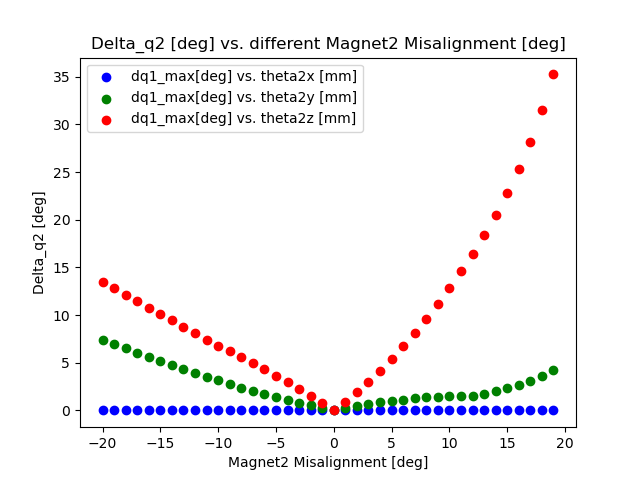 Delta_q2 [deg] vs. different Magnet2 Misalignment [deg]
dq1_max[deg] vs. theta2x [mm]
dq1_max[deg] vs. theta2y [mm]
dq1_max[deg] vs. theta2z [mm]
35
30
25
20
15
10
5
0
Delta_q2 [deg]
−20 −15 −10 −5 0 5 10 15 20
Magnet2 Misalignment [deg]